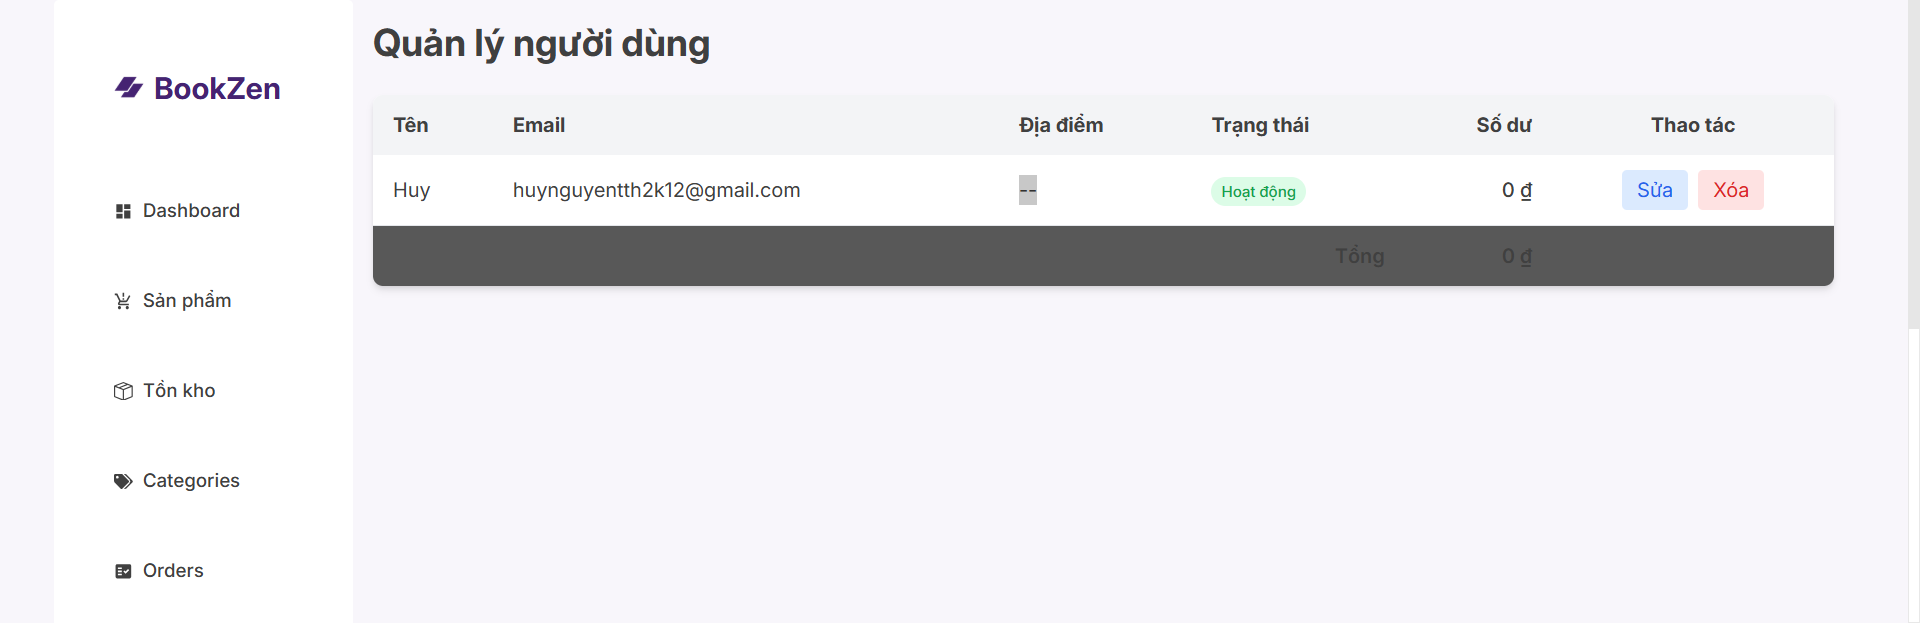 BookZen
Dashboard
Sản phẩm
Tồn kho
Categories
Orders
Quản lý người dùng
Tên Email Địa điểm Trạng thái Số dư Thao tác
Huy huynguyentth2k12@gmail.com -- Hoạt động 0 ₫ Sửa Xóa
Tổng 0 ₫